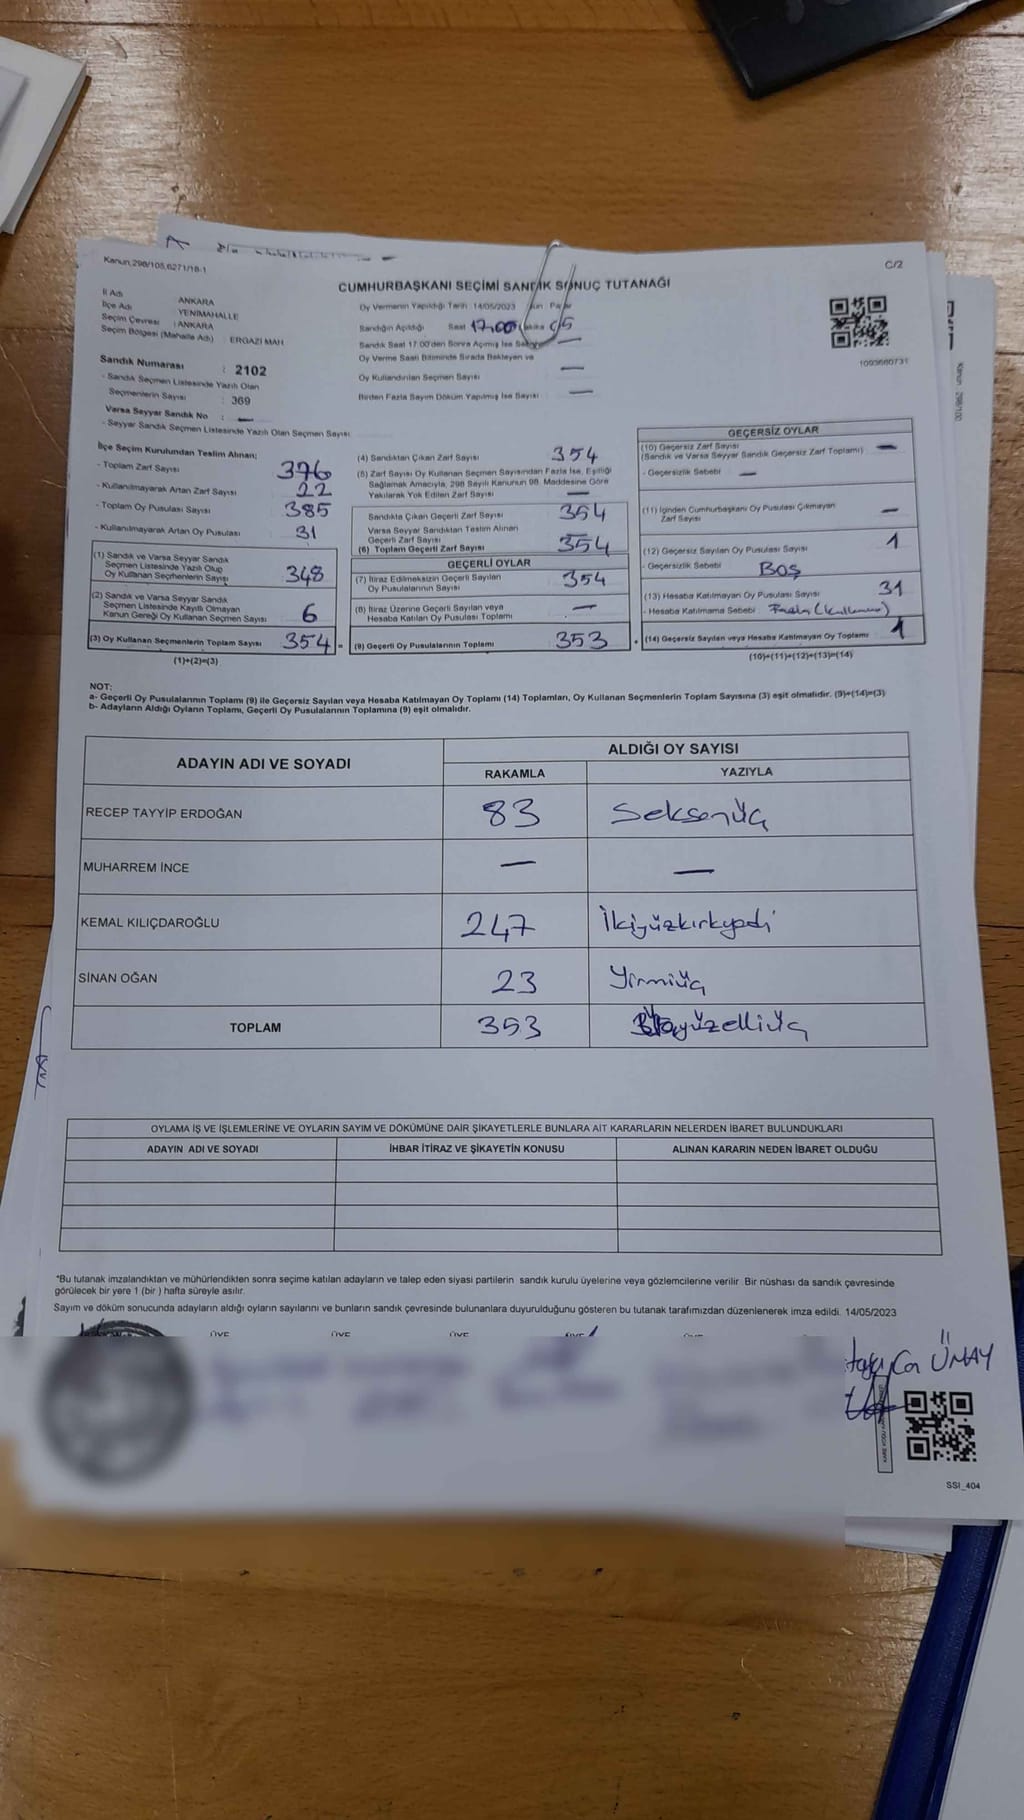 Kanun,298/105,6271/18-1
C/2
CUMHURBAŞKANI SEÇİMİ SANDIK SONUÇ TUTANAĞI
İl Adı ANKARA
İlçe Adı YENİMAHALLE
Seçim Çevresi : ANKARA
Seçim Bölgesi (Mahalle Adı) : ERGAZİ MAH
Sandık Numarası : 2102
- Sandık Seçmen Listesinde Yazılı Olan
Seçmenlerin Sayısı : 369
Varsa Seyyar Sandık No : —
- Seyyar Sandık Seçmen Listesinde Yazılı Olan Seçmen Sayısı
Oy Vermenin Yapıldığı Tarih : 14/05/2023 Gün : Pazar
Sandığın Açıldığı Saat 17:00 Dakika 05
Sandık Saat 17:00'den Sonra Açılmış İse Sebebi —
Oy Verme Saati Bitiminde Sırada Bekleyen ve
Oy Kullandırılan Seçmen Sayısı —
Birden Fazla Sayım Döküm Yapılmış İse Sayısı —
1093660731
İlçe Seçim Kurulundan Teslim Alınan;
- Toplam Zarf Sayısı 376
- Kullanılmayarak Artan Zarf Sayısı 22
- Toplam Oy Pusulası Sayısı 385
- Kullanılmayarak Artan Oy Pusulası 31
(1) Sandık ve Varsa Seyyar Sandık
Seçmen Listesinde Yazılı Olup
Oy Kullanan Seçmenlerin Sayısı 348
(2) Sandık ve Varsa Seyyar Sandık
Seçmen Listesinde Kayıtlı Olmayan
Kanun Gereği Oy Kullanan Seçmen Sayısı 6
(3) Oy Kullanan Seçmenlerin Toplam Sayısı 354
(1)+(2)=(3)
(4) Sandıktan Çıkan Zarf Sayısı 354
(5) Zarf Sayısı Oy Kullanan Seçmen Sayısından Fazla İse, Eşitliği
Sağlamak Amacıyla, 298 Sayılı Kanunun 98. Maddesine Göre
Yakılarak Yok Edilen Zarf Sayısı —
Sandıkta Çıkan Geçerli Zarf Sayısı 354
Varsa Seyyar Sandıktan Teslim Alınan
Geçerli Zarf Sayısı —
(6) Toplam Geçerli Zarf Sayısı 354
GEÇERLİ OYLAR
(7) İtiraz Edilmeksizin Geçerli Sayılan
Oy Pusulalarının Sayısı 354
(8) İtiraz Üzerine Geçerli Sayılan veya
Hesaba Katılan Oy Pusulası Toplamı —
= (9) Geçerli Oy Pusulalarının Toplamı 353 +
GEÇERSİZ OYLAR
(10) Geçersiz Zarf Sayısı —
(Sandık ve Varsa Seyyar Sandık Geçersiz Zarf Toplamı)
- Geçersizlik Sebebi —
(11) İçinden Cumhurbaşkanı Oy Pusulası Çıkmayan
Zarf Sayısı —
(12) Geçersiz Sayılan Oy Pusulası Sayısı 1
- Geçersizlik Sebebi BOŞ
(13) Hesaba Katılmayan Oy Pusulası Sayısı 31
- Hesaba Katılmama Sebebi
(14) Geçersiz Sayılan veya Hesaba Katılmayan Oy Toplamı 1
(10)+(11)+(12)+(13)=(14)
NOT:
a- Geçerli Oy Pusulalarının Toplamı (9) ile Geçersiz Sayılan veya Hesaba Katılmayan Oy Toplamı (14) Toplamları, Oy Kullanan Seçmenlerin Toplam Sayısına (3) eşit olmalıdır. (9)+(14)=(3)
b- Adayların Aldığı Oyların Toplamı, Geçerli Oy Pusulalarının Toplamına (9) eşit olmalıdır.
ADAYIN ADI VE SOYADI
ALDIĞI OY SAYISI
RAKAMLA YAZIYLA
RECEP TAYYİP ERDOĞAN 83 Seksenüç
MUHARREM İNCE — —
KEMAL KILIÇDAROĞLU 247 İkiyüzkırkyedi
SİNAN OĞAN 23 Yirmiüç
TOPLAM 353 Üçyüzelliüç
OYLAMA İŞ VE İŞLEMLERİNE VE OYLARIN SAYIM VE DÖKÜMÜNE DAİR ŞİKAYETLERLE BUNLARA AİT KARARLARIN NELERDEN İBARET BULUNDUKLARI
ADAYIN ADI VE SOYADI İHBAR İTİRAZ VE ŞİKAYETİN KONUSU ALINAN KARARIN NEDEN İBARET OLDUĞU
*Bu tutanak imzalandıktan ve mühürlendikten sonra seçime katılan adayların ve talep eden siyasi partilerin sandık kurulu üyelerine veya gözlemcilerine verilir. Bir nüshası da sandık çevresinde
görülecek bir yere 1 (bir ) hafta süreyle asılır.
Sayım ve döküm sonucunda adayların aldığı oyların sayılarını ve bunların sandık çevresinde bulunanlara duyurulduğunu gösteren bu tutanak tarafımızdan düzenlenerek imza edildi. 14/05/2023
ÜYE ÜYE ÜYE ÜYE
ÜNAY
SSI_404